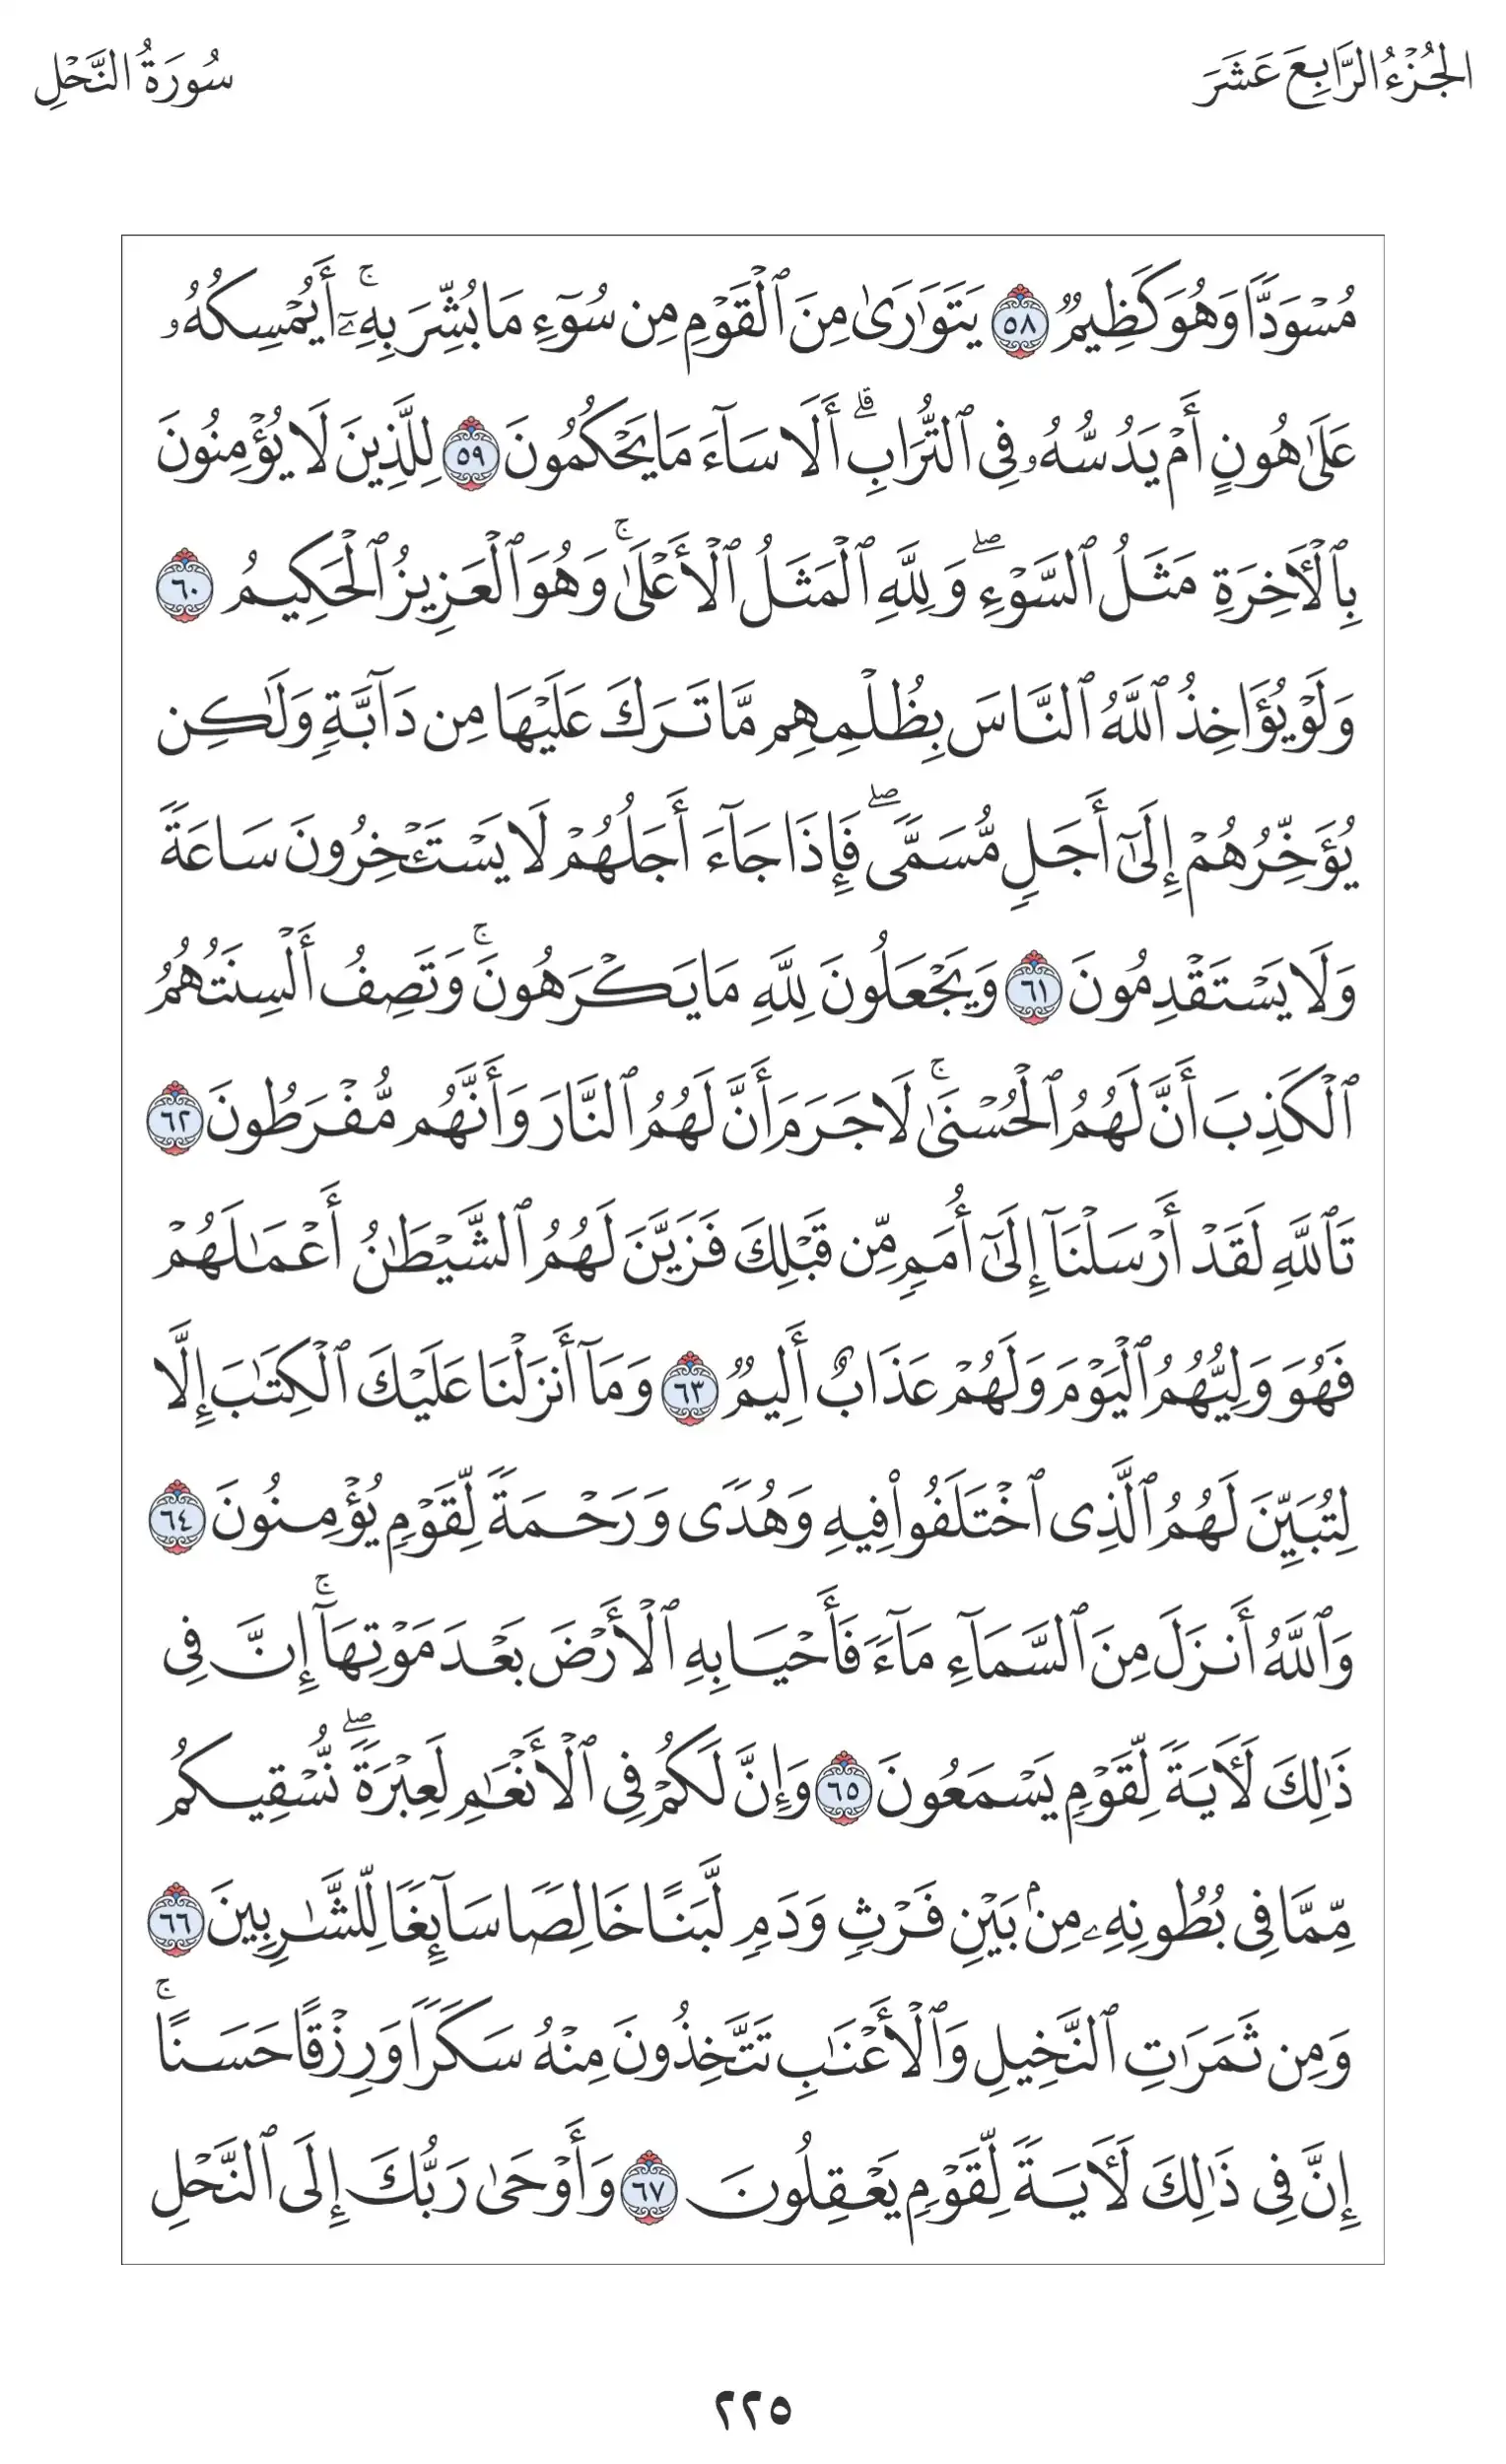 الجُزْءُ الرَّابِعَ عَشَرَ
سُورَةُ النَّحْلِ
مُسْوَدًّا وَهُوَ كَظِيمٌ ٥٨ يَتَوَٰرَىٰ مِنَ ٱلْقَوْمِ مِن سُوٓءِ مَا بُشِّرَ بِهِۦٓۚ أَيُمْسِكُهُۥ
عَلَىٰ هُونٍ أَمْ يَدُسُّهُۥ فِى ٱلتُّرَابِۗ أَلَا سَآءَ مَا يَحْكُمُونَ ٥٩ لِلَّذِينَ لَا يُؤْمِنُونَ
بِٱلْأَخِرَةِ مَثَلُ ٱلسَّوْءِۖ وَلِلَّهِ ٱلْمَثَلُ ٱلْأَعْلَىٰۚ وَهُوَ ٱلْعَزِيزُ ٱلْحَكِيمُ ٦٠
وَلَوْ يُؤَاخِذُ ٱللَّهُ ٱلنَّاسَ بِظُلْمِهِم مَّا تَرَكَ عَلَيْهَا مِن دَآبَّةٍ وَلَٰكِن
يُؤَخِّرُهُمْ إِلَىٰٓ أَجَلٍ مُّسَمًّىۖ فَإِذَا جَآءَ أَجَلُهُمْ لَا يَسْتَـْٔخِرُونَ سَاعَةً
وَلَا يَسْتَقْدِمُونَ ٦١ وَيَجْعَلُونَ لِلَّهِ مَا يَكْرَهُونَۚ وَتَصِفُ أَلْسِنَتُهُمُ
ٱلْكَذِبَ أَنَّ لَهُمُ ٱلْحُسْنَىٰۚ لَا جَرَمَ أَنَّ لَهُمُ ٱلنَّارَ وَأَنَّهُم مُّفْرَطُونَ ٦٢
تَٱللَّهِ لَقَدْ أَرْسَلْنَآ إِلَىٰٓ أُمَمٍ مِّن قَبْلِكَ فَزَيَّنَ لَهُمُ ٱلشَّيْطَٰنُ أَعْمَٰلَهُمْ
فَهُوَ وَلِيُّهُمُ ٱلْيَوْمَ وَلَهُمْ عَذَابٌ أَلِيمٌ ٦٣ وَمَآ أَنزَلْنَا عَلَيْكَ ٱلْكِتَٰبَ إِلَّا
لِتُبَيِّنَ لَهُمُ ٱلَّذِى ٱخْتَلَفُوا۟ فِيهِ وَهُدًى وَرَحْمَةً لِّقَوْمٍ يُؤْمِنُونَ ٦٤
وَٱللَّهُ أَنزَلَ مِنَ ٱلسَّمَآءِ مَآءً فَأَحْيَا بِهِ ٱلْأَرْضَ بَعْدَ مَوْتِهَآۚ إِنَّ فِى
ذَٰلِكَ لَأَيَةً لِّقَوْمٍ يَسْمَعُونَ ٦٥ وَإِنَّ لَكُمْ فِى ٱلْأَنْعَٰمِ لَعِبْرَةًۖ نُّسْقِيكُم
مِّمَّا فِى بُطُونِهِۦ مِنۢ بَيْنِ فَرْثٍ وَدَمٍ لَّبَنًا خَالِصًا سَآئِغًا لِّلشَّٰرِبِينَ ٦٦
وَمِن ثَمَرَٰتِ ٱلنَّخِيلِ وَٱلْأَعْنَٰبِ تَتَّخِذُونَ مِنْهُ سَكَرًا وَرِزْقًا حَسَنًاۚ
إِنَّ فِى ذَٰلِكَ لَأَيَةً لِّقَوْمٍ يَعْقِلُونَ ٦٧ وَأَوْحَىٰ رَبُّكَ إِلَى ٱلنَّحْلِ
٢٢٥